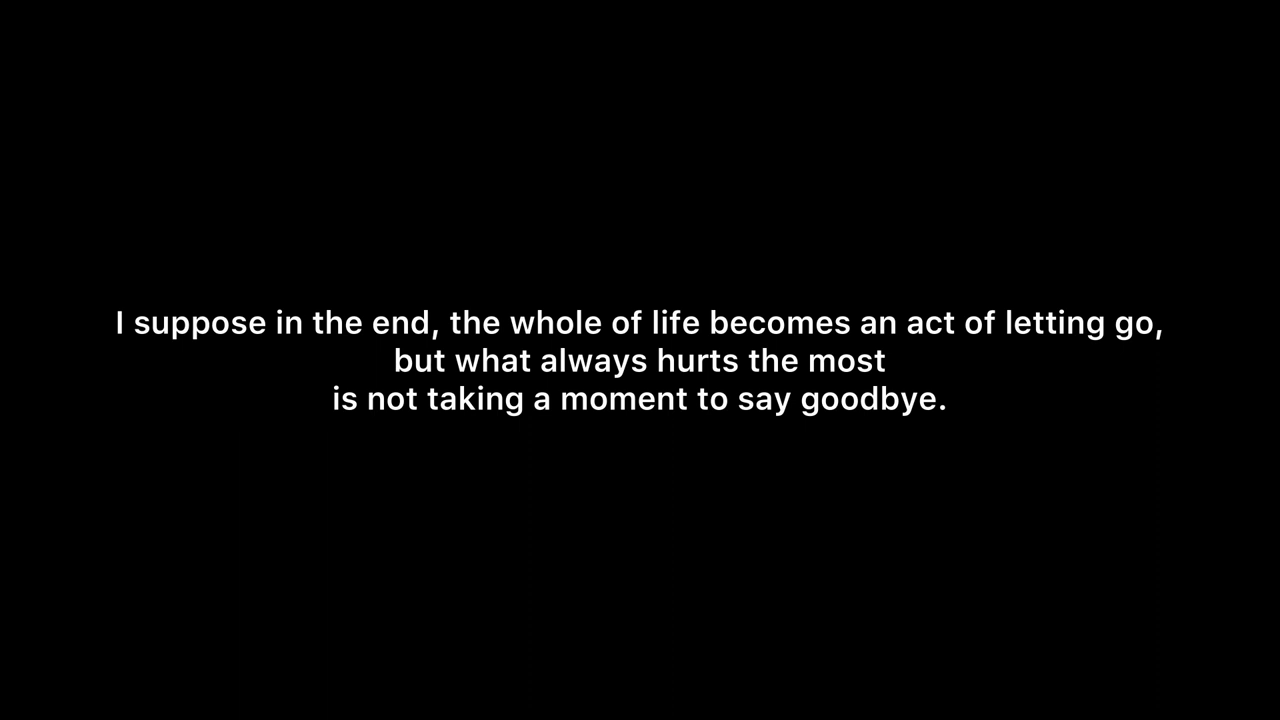 I suppose in the end, the whole of life becomes an act of letting go,
but what always hurts the most
is not taking a moment to say goodbye.